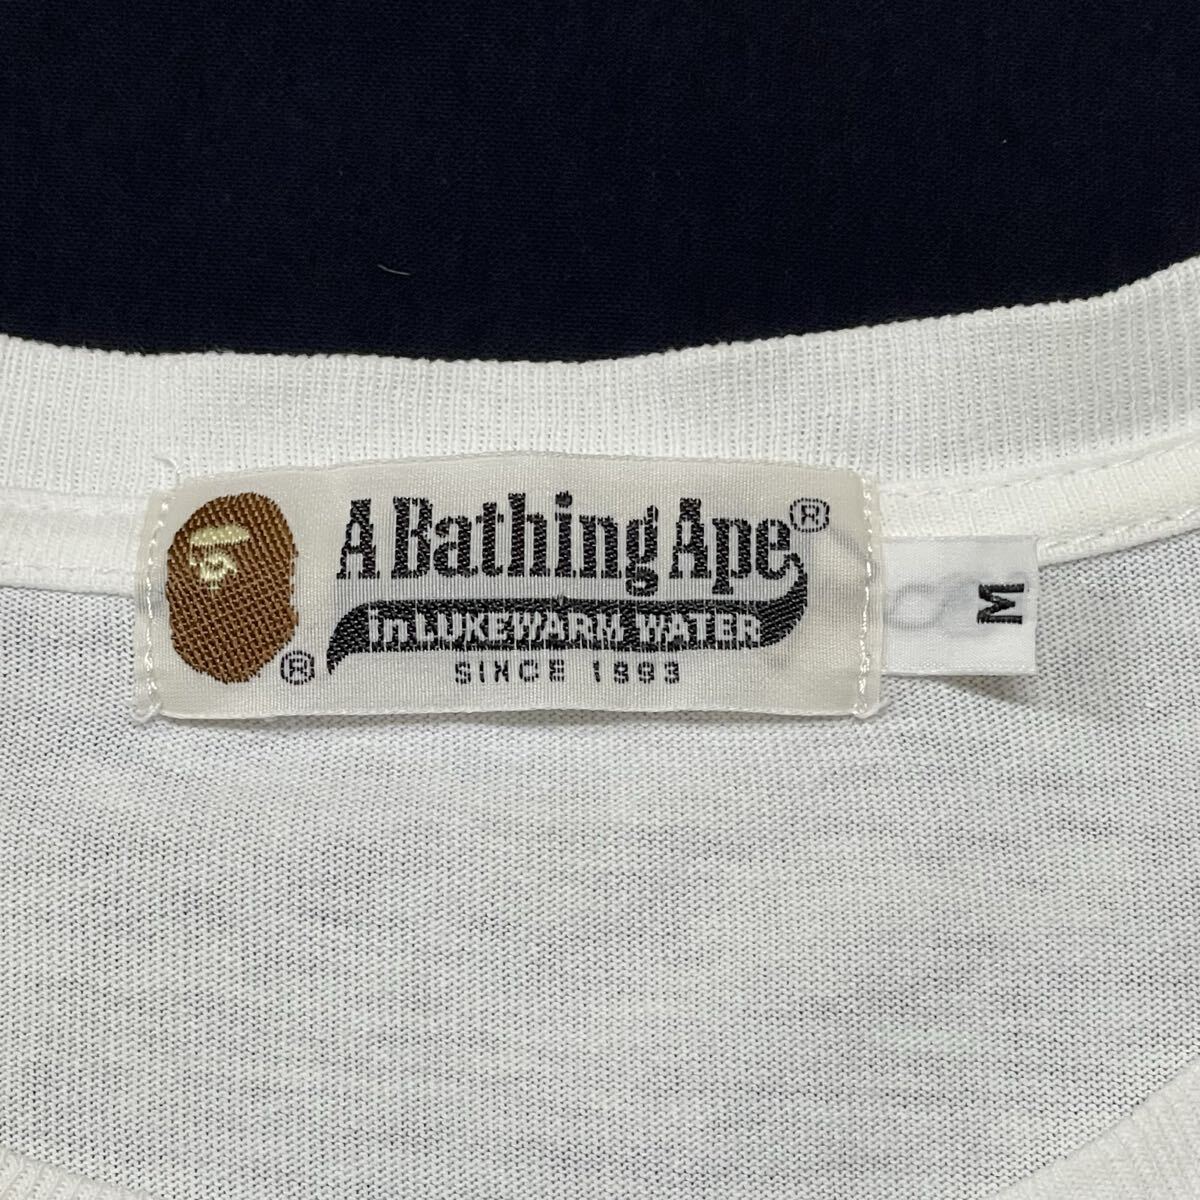 A Bathing Ape®
in LUKEWARM WATER
®
SINCE 1993
M